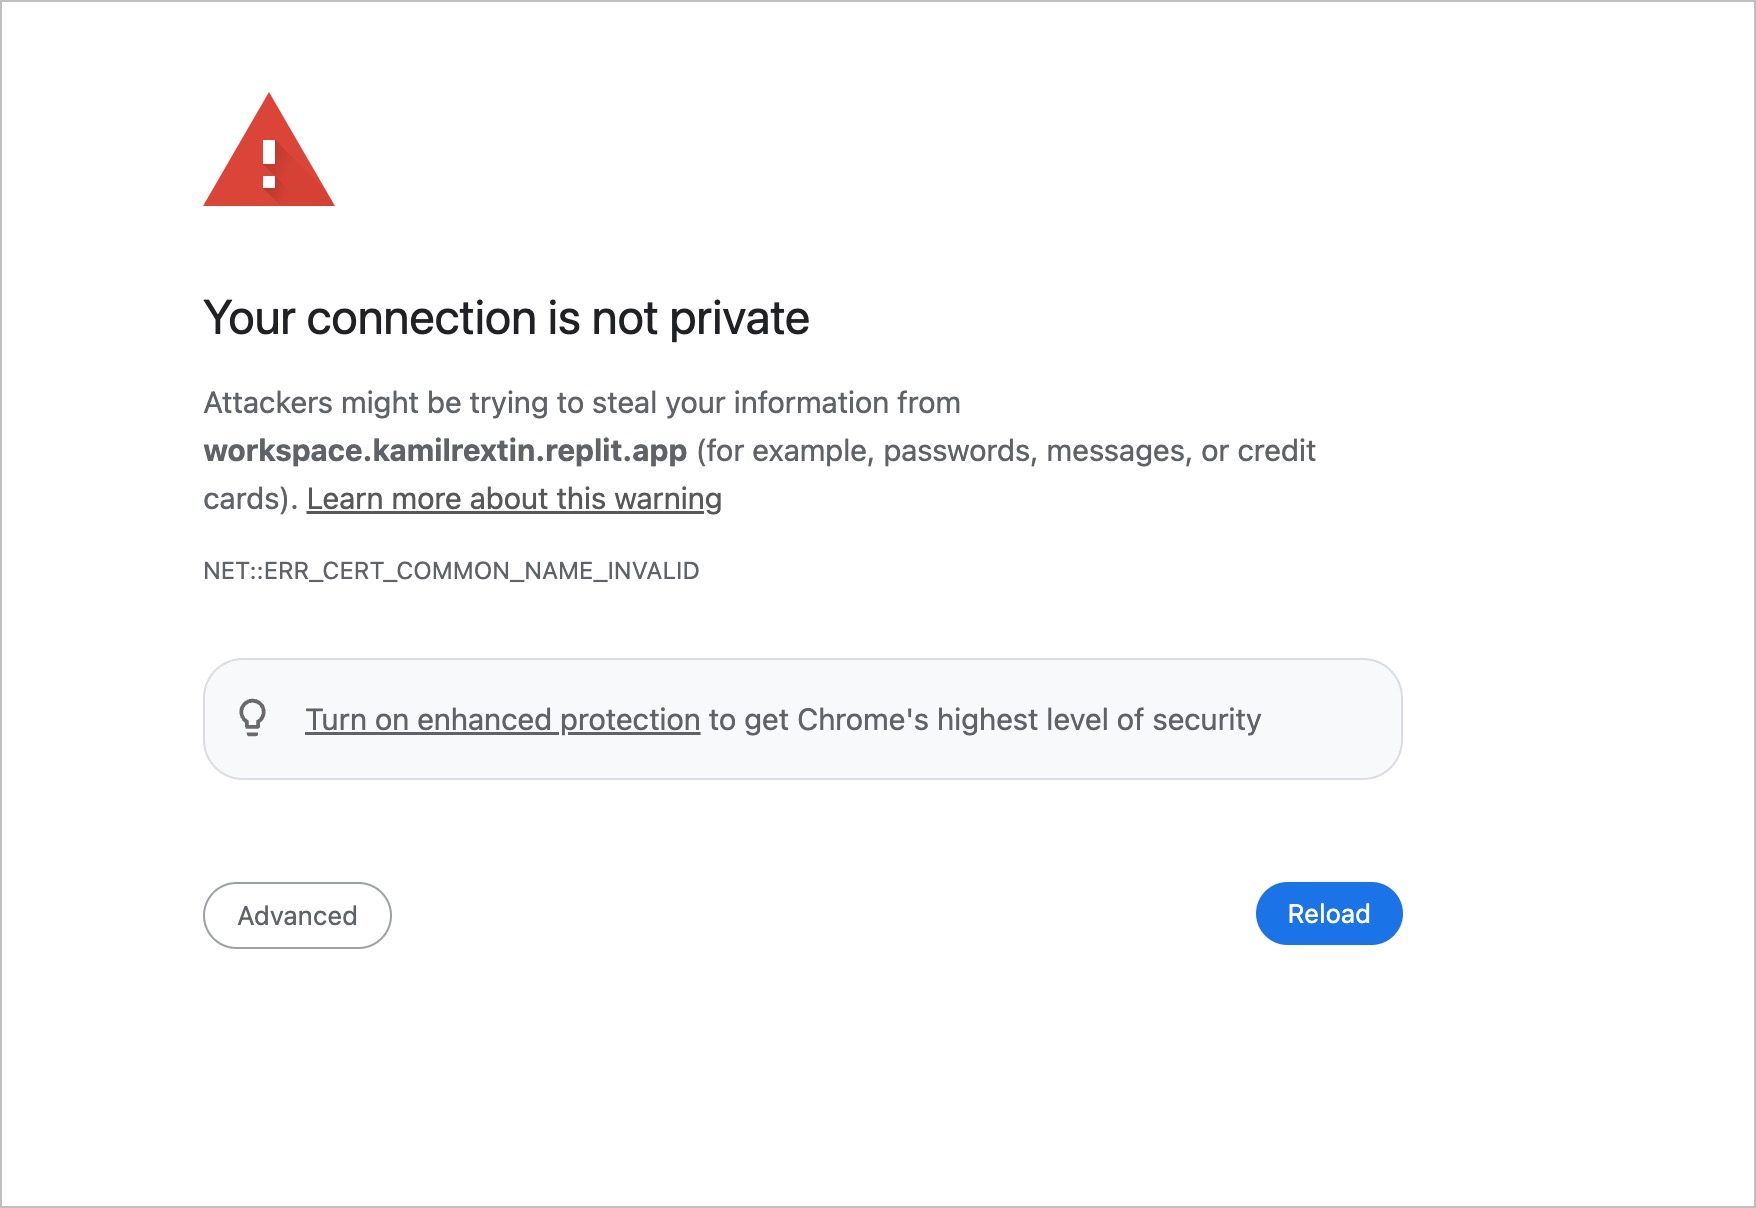 Your connection is not private
Attackers might be trying to steal your information from
workspace.kamilrextin.replit.app (for example, passwords, messages, or credit
cards). Learn more about this warning
NET::ERR_CERT_COMMON_NAME_INVALID
Turn on enhanced protection to get Chrome's highest level of security
Advanced
Reload